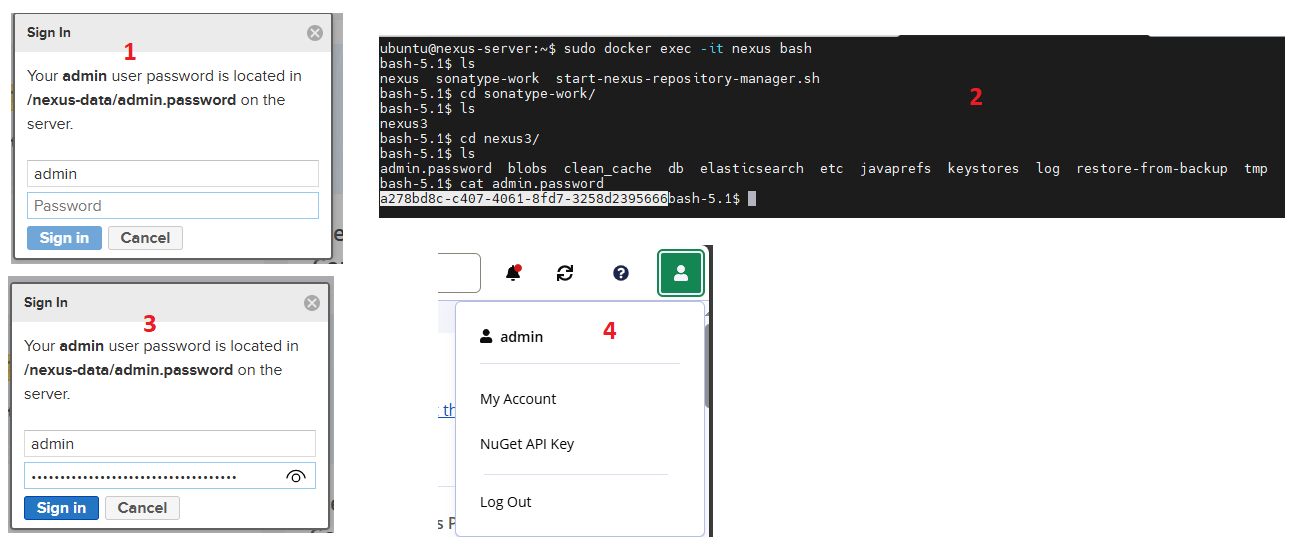 Sign In
1
Your admin user password is located in
/nexus-data/admin.password on the
server.
admin
Password
Sign in Cancel
ubuntu@nexus-server:~$ sudo docker exec -it nexus bash
bash-5.1$ ls
nexus  sonatype-work  start-nexus-repository-manager.sh
bash-5.1$ cd sonatype-work/
2
bash-5.1$ ls
nexus3
bash-5.1$ cd nexus3/
bash-5.1$ ls
admin.password  blobs  clean_cache  db  elasticsearch  etc  javaprefs  keystores  log  restore-from-backup  tmp
bash-5.1$ cat admin.password
a278bd8c-c407-4061-8fd7-3258d2395666bash-5.1$
Sign In
3
Your admin user password is located in
/nexus-data/admin.password on the
server.
admin
••••••••••••••••••••••••••••••••••••
Sign in Cancel
admin
4
My Account
NuGet API Key
Log Out